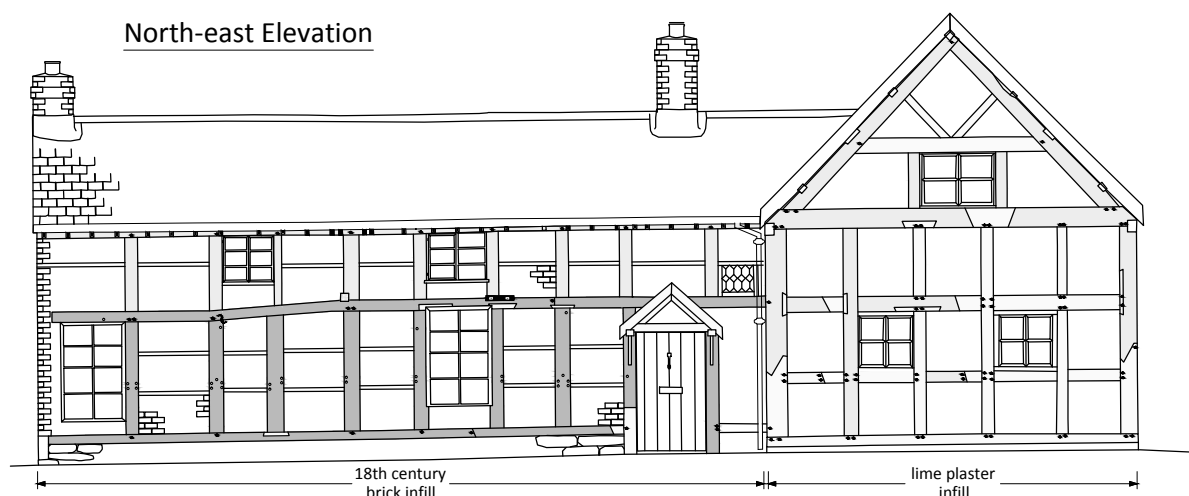 North-east Elevation
18th century
brick infill
lime plaster
infill